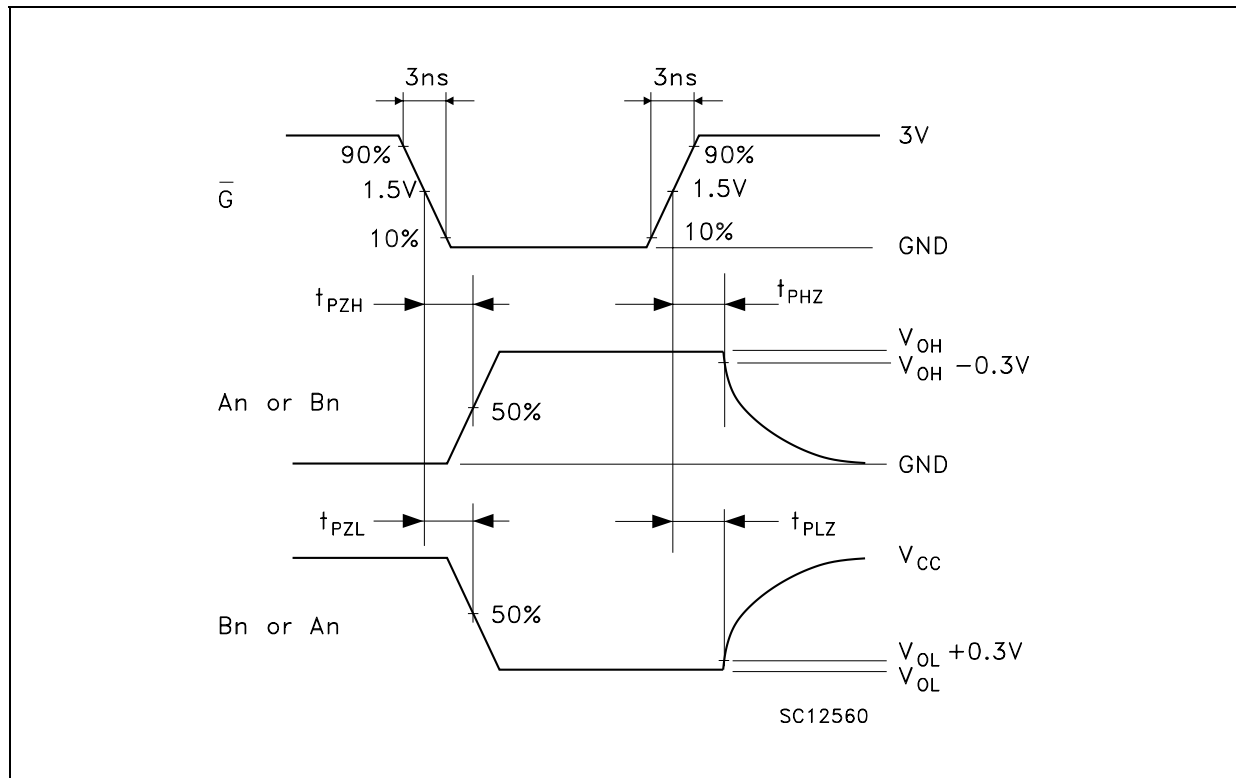 3ns 3ns
3V
90% 90%
G̅ 1.5V 1.5V
10% 10%
GND
tPZH tPHZ
VOH
VOH −0.3V
An or Bn 50%
GND
tPZL tPLZ
VCC
Bn or An 50%
VOL +0.3V
VOL
SC12560